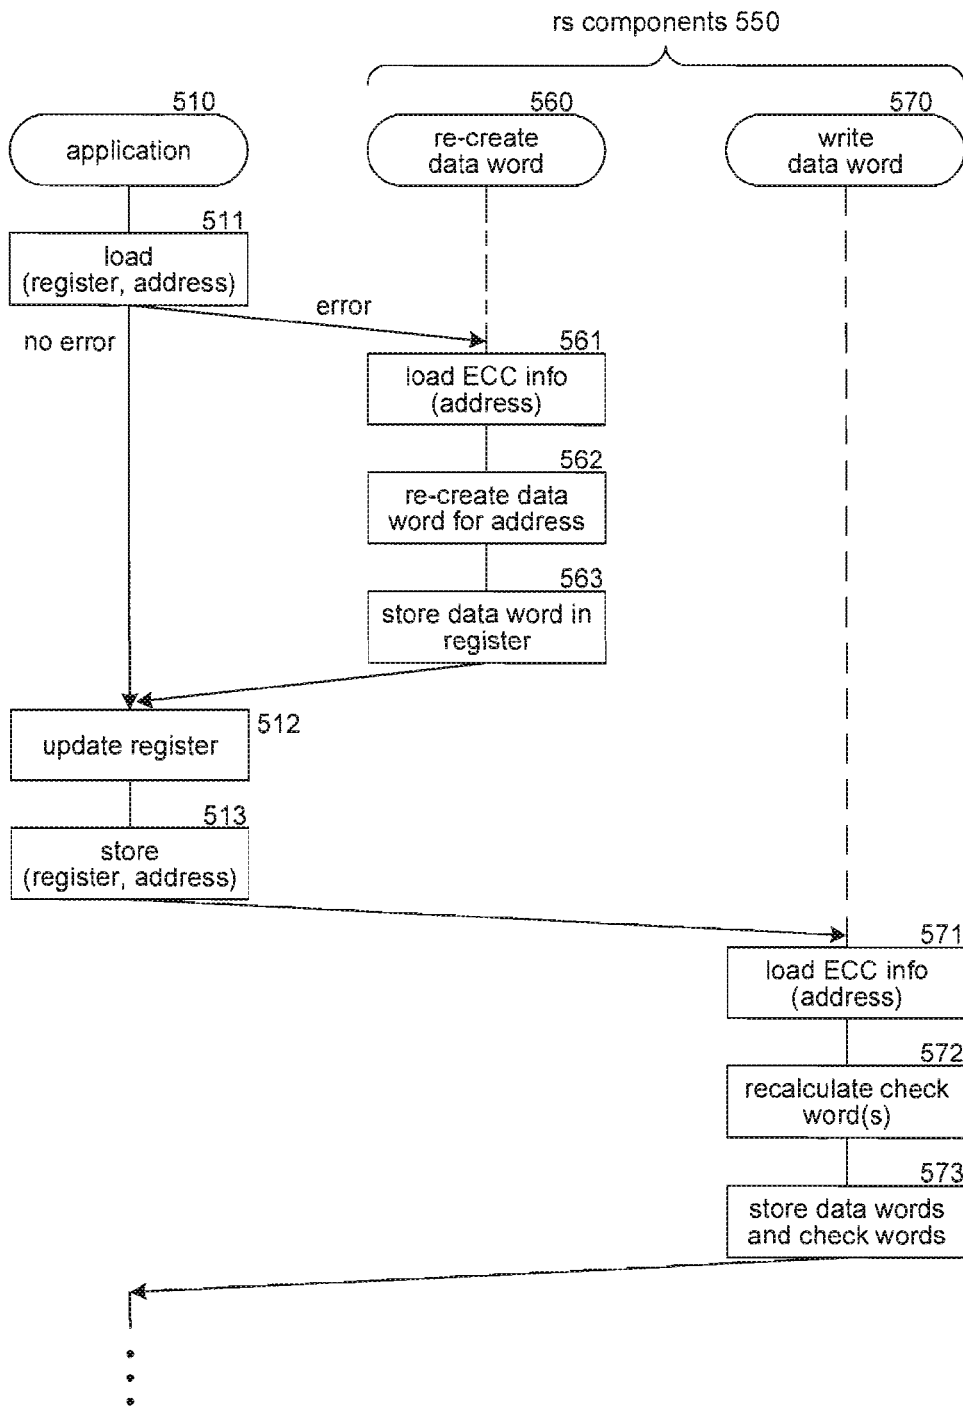 rs components 550
510
560
570
application
re-create
data word
write
data word
511
load
(register, address)
error
no error
561
load ECC info
(address)
562
re-create data
word for address
563
store data word in
register
512
update register
513
store
(register, address)
571
load ECC info
(address)
572
recalculate check
word(s)
573
store data words
and check words